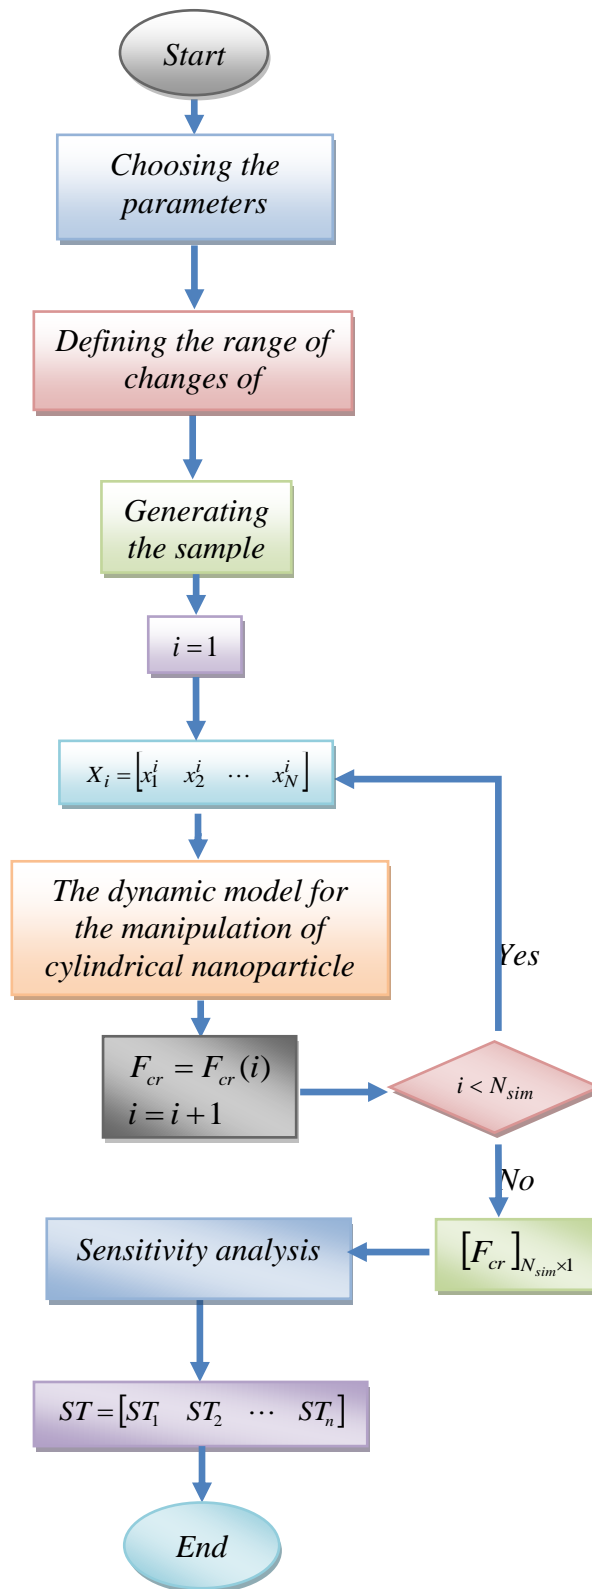 Start
Choosing the
parameters
Defining the range of
changes of
Generating
the sample
i = 1
X_i = [x_1^i x_2^i ⋯ x_N^i]
The dynamic model for
the manipulation of
cylindrical nanoparticle
Yes
F_cr = F_cr(i)
i = i + 1
i < N_sim
No
[F_cr]_{N_sim×1}
Sensitivity analysis
ST = [ST_1 ST_2 ⋯ ST_n]
End